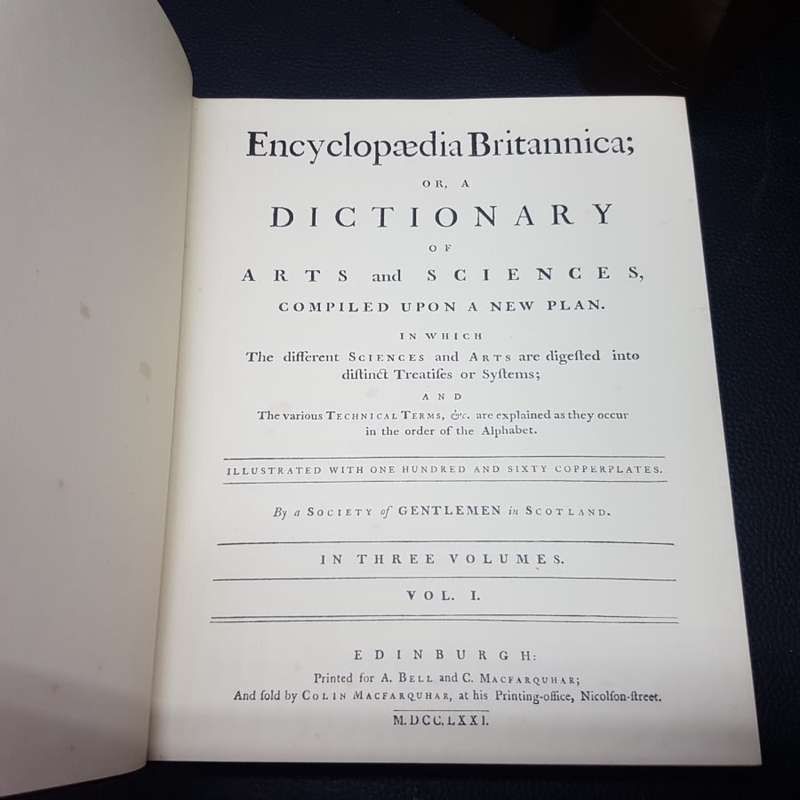 Encyclopædia Britannica;
OR, A
DICTIONARY
OF
ARTS and SCIENCES,
COMPILED UPON A NEW PLAN.
IN WHICH
The different SCIENCES and ARTS are digeſted into
diſtinct Treatiſes or Syſtems;
AND
The various TECHNICAL TERMS, &c. are explained as they occur
in the order of the Alphabet.
ILLUSTRATED WITH ONE HUNDRED AND SIXTY COPPERPLATES.
By a SOCIETY of GENTLEMEN in SCOTLAND.
IN THREE VOLUMES.
VOL. I.
EDINBURGH:
Printed for A. BELL and C. MACFARQUHAR;
And ſold by COLIN MACFARQUHAR, at his Printing-office, Nicolſon-ſtreet.
M.DCC.LXXI.